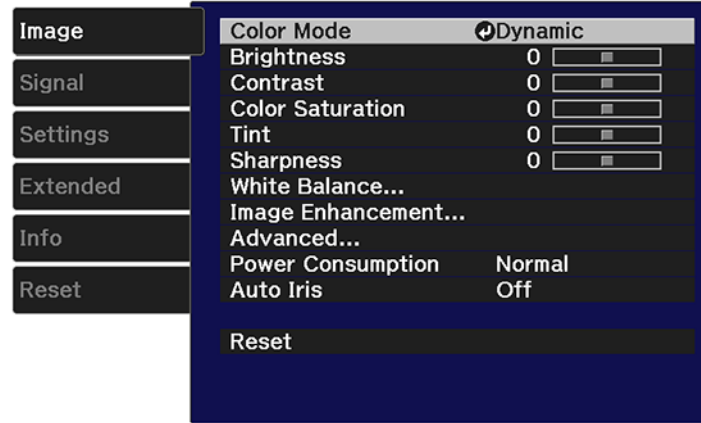 Image
Signal
Settings
Extended
Info
Reset
Color Mode Dynamic
Brightness 0
Contrast 0
Color Saturation 0
Tint 0
Sharpness 0
White Balance...
Image Enhancement...
Advanced...
Power Consumption Normal
Auto Iris Off
Reset